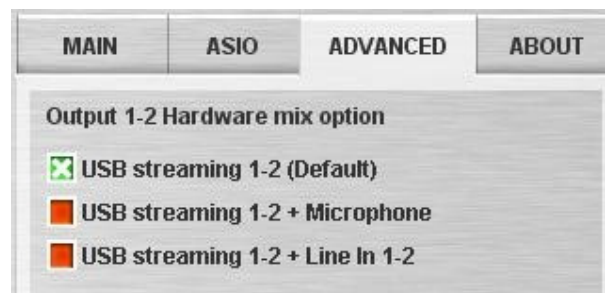 MAIN ASIO ADVANCED ABOUT
Output 1-2 Hardware mix option
USB streaming 1-2 (Default)
USB streaming 1-2 + Microphone
USB streaming 1-2 + Line In 1-2